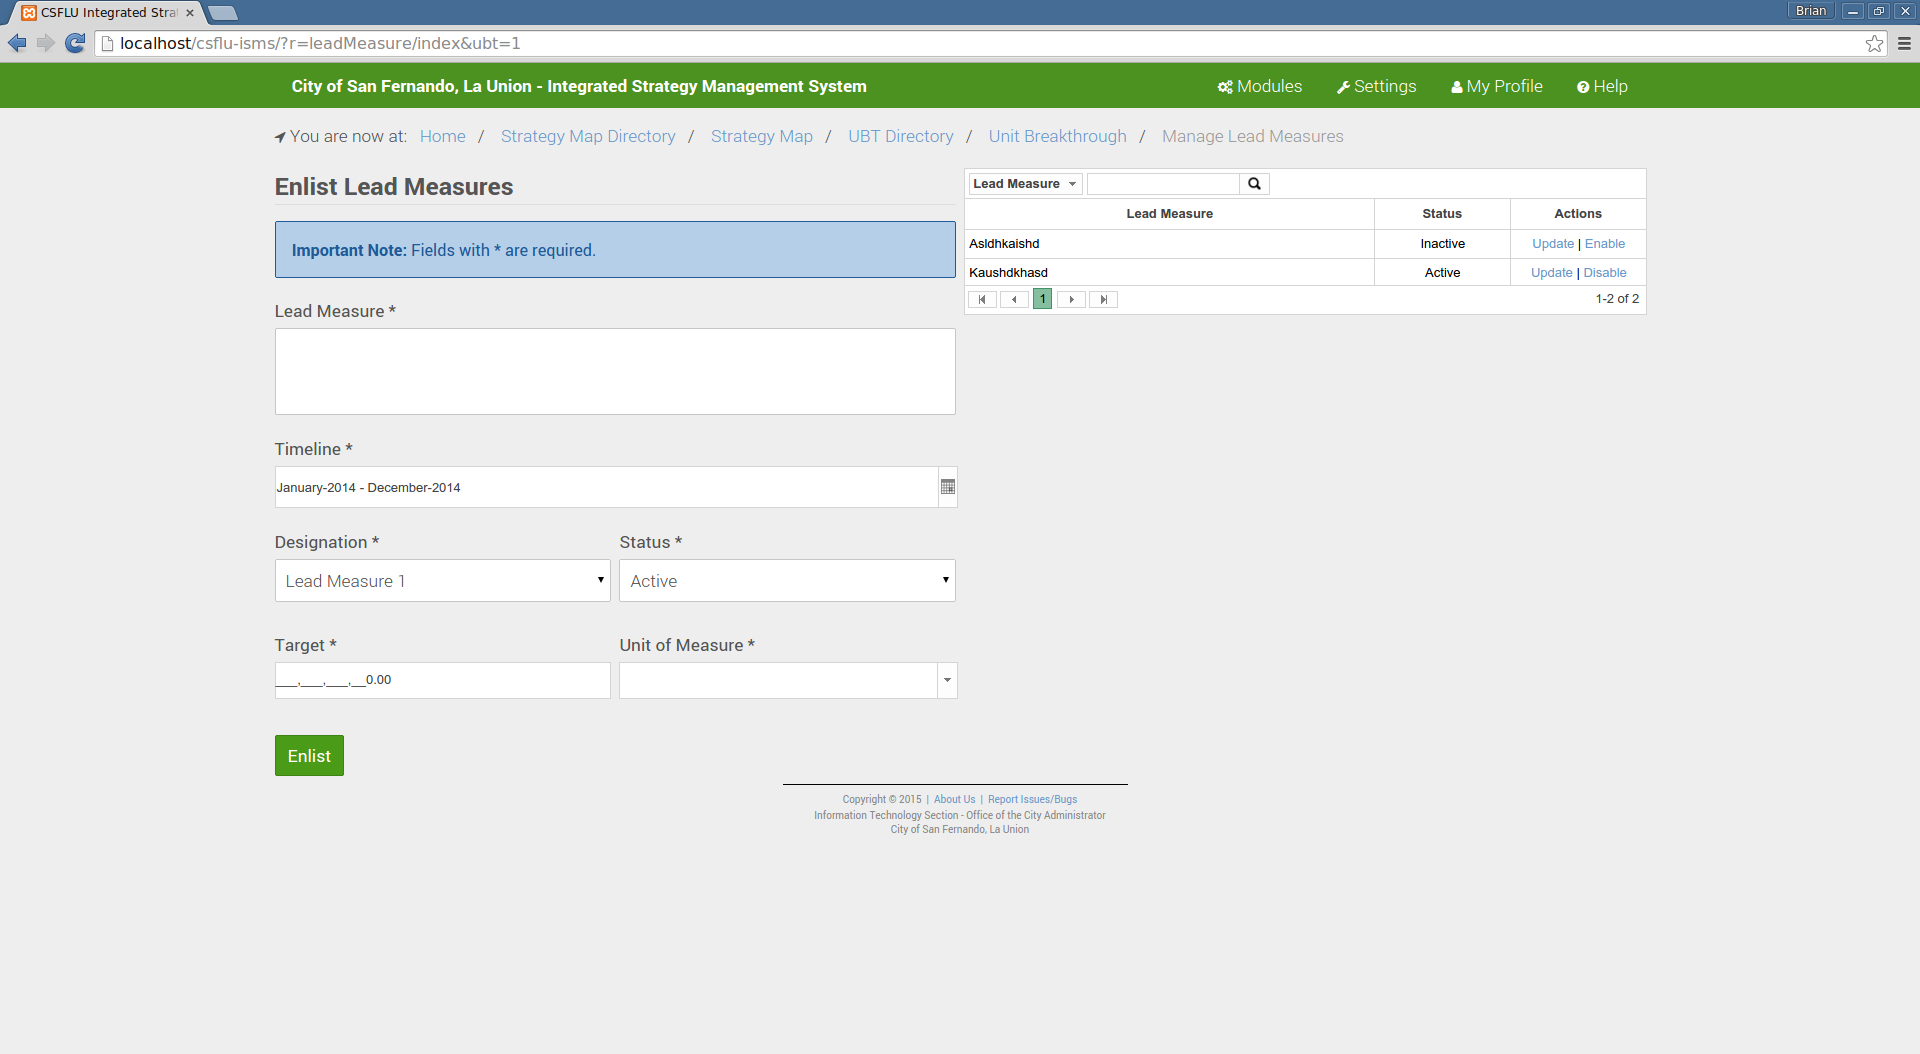 CSFLU Integrated Stra
Brian
localhost/csflu-isms/?r=leadMeasure/index&ubt=1
City of San Fernando, La Union - Integrated Strategy Management System
Modules Settings My Profile Help
You are now at: Home / Strategy Map Directory / Strategy Map / UBT Directory / Unit Breakthrough / Manage Lead Measures
Enlist Lead Measures
Important Note: Fields with * are required.
Lead Measure *
Timeline *
January-2014 - December-2014
Designation * Status *
Lead Measure 1 Active
Target * Unit of Measure *
___,___,___,__0.00
Enlist
Lead Measure
Lead Measure Status Actions
Asldhkaishd Inactive Update | Enable
Kaushdkhasd Active Update | Disable
1 1-2 of 2
Copyright © 2015 | About Us | Report Issues/Bugs
Information Technology Section - Office of the City Administrator
City of San Fernando, La Union